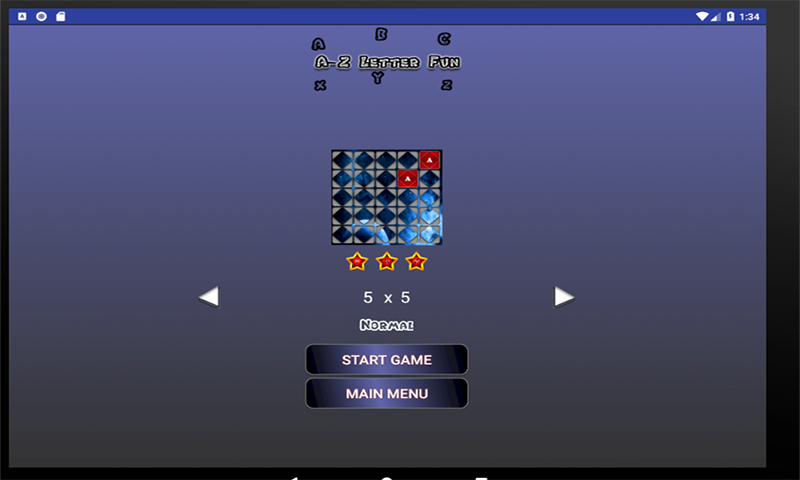 1:34
B
A C
A-Z Letter Fun
Y
X Z
A
A
5 x 5
Normal
START GAME
MAIN MENU